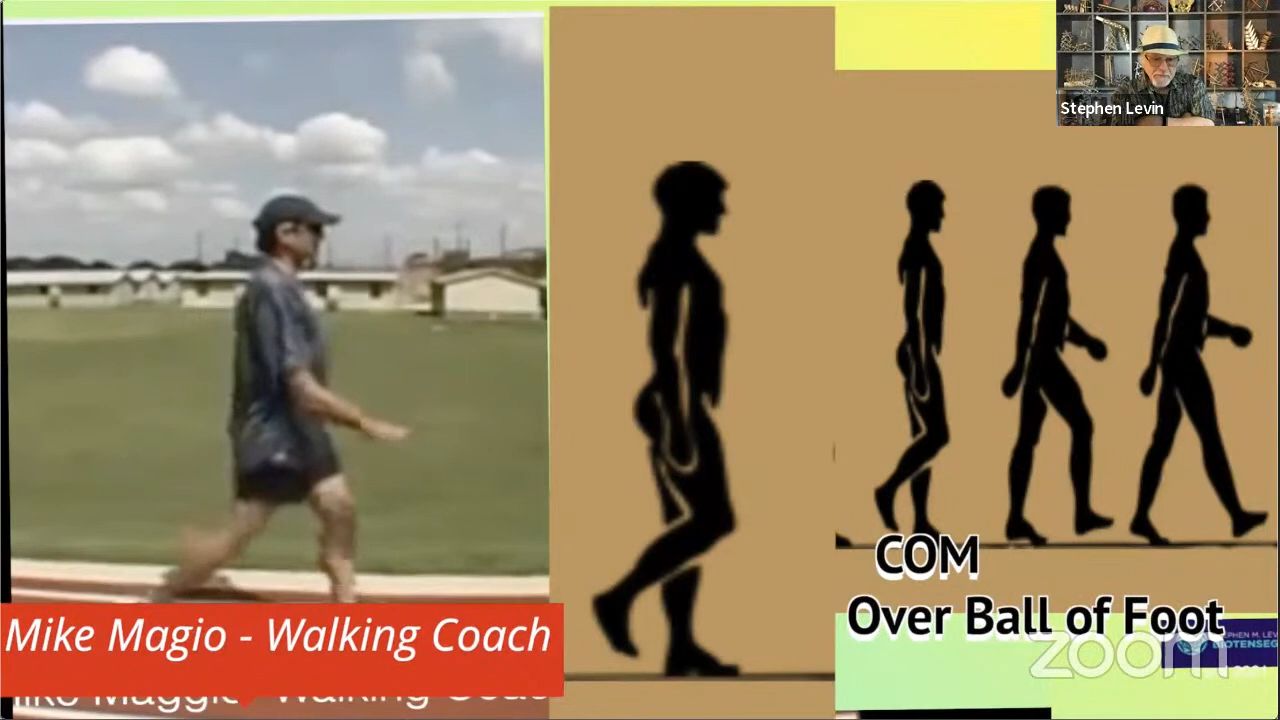 Stephen Levin
COM
Over Ball of Foot
Mike Magio - Walking Coach
zoom